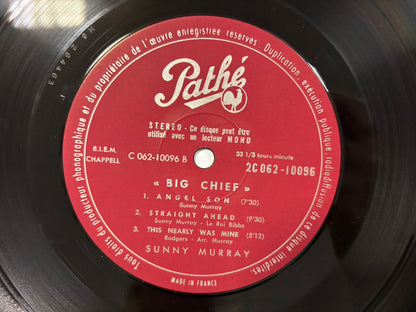 Tous droits du producteur phonographique et du propriétaire de l'œuvre enregistrée réservés. Duplication, exécution publique et radiodiffusion de ce disque interdites.
Pathé
STEREO - Ce disque peut être
utilisé avec un lecteur MONO
B.I.E.M.
CHAPPELL
C 062-10096 B
33 1/3 tours minute
2C 062-10096
« BIG CHIEF »
1. ANGEL SON (7'30)
Sunny Murray
2. STRAIGHT AHEAD (9'30)
Sunny Murray - Le Roi Bibbs
3. THIS NEARLY WAS MINE (5'12)
Rodgers - Arr. Murray
SUNNY MURRAY
MADE IN FRANCE